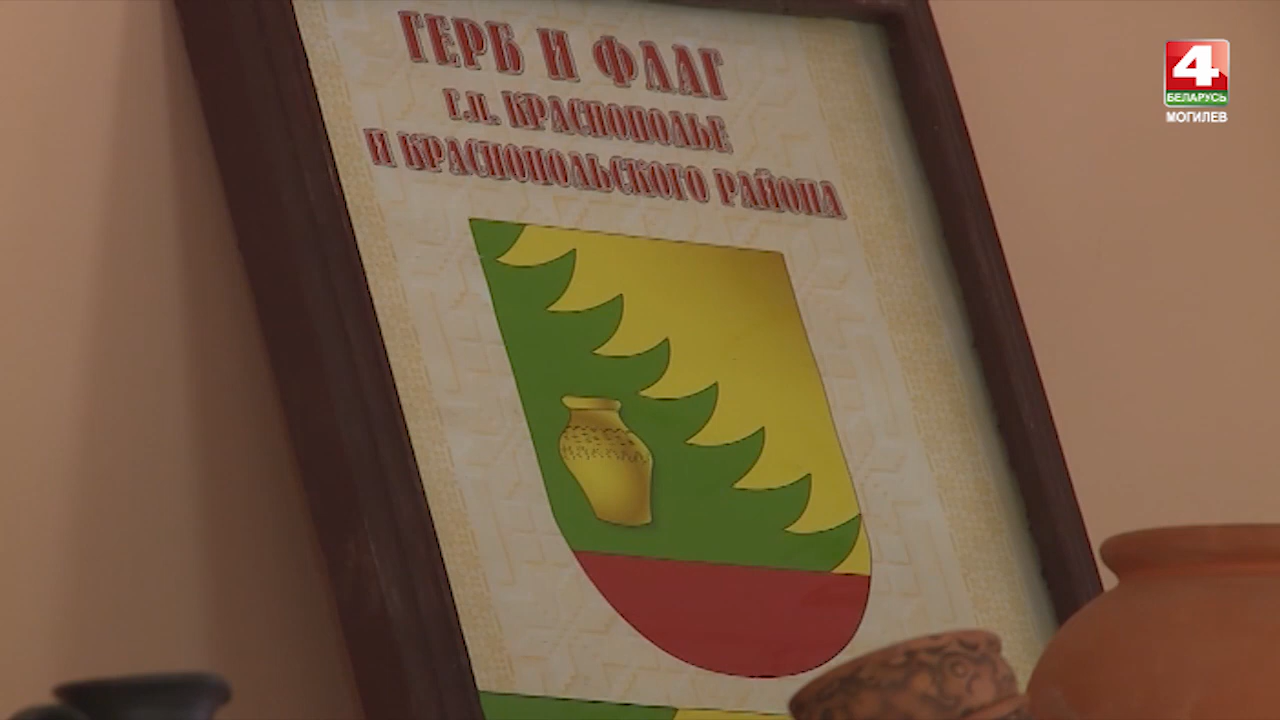 ГЕРБ И ФЛАГ
Г.П. КРАСНОПОЛЬЕ
И КРАСНОПОЛЬСКОГО РАЙОНА
4
БЕЛАРУСЬ
МОГИЛЕВ